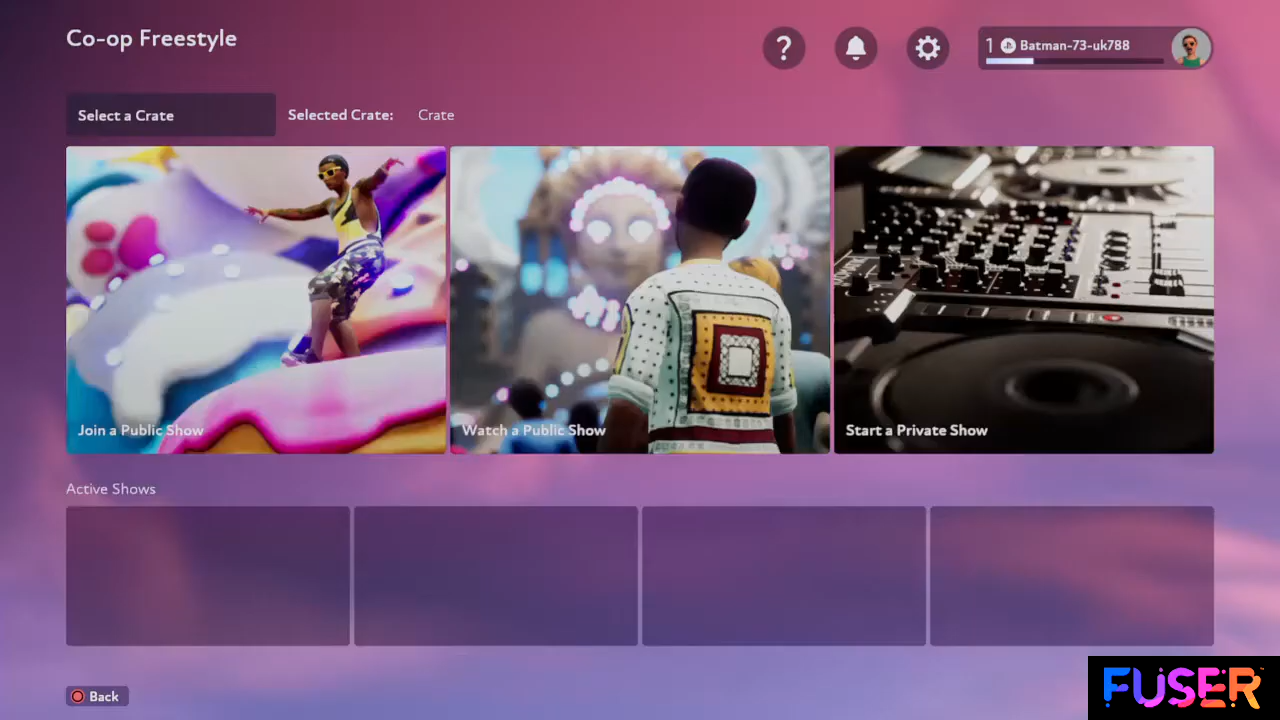 Co-op Freestyle
?
1 Batman-73-uk788
Select a Crate
Selected Crate: Crate
Join a Public Show
Watch a Public Show
Start a Private Show
Active Shows
Back
FUSER